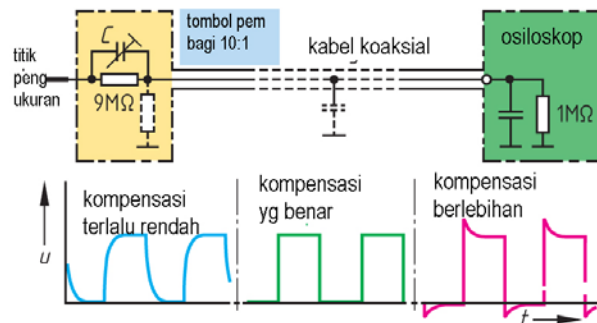 C
tombol pem
bagi 10:1
kabel koaksial
osiloskop
titik
peng
ukuran
9MΩ
1MΩ
kompensasi
terlalu rendah
kompensasi
yg benar
kompensasi
berlebihan
U
t